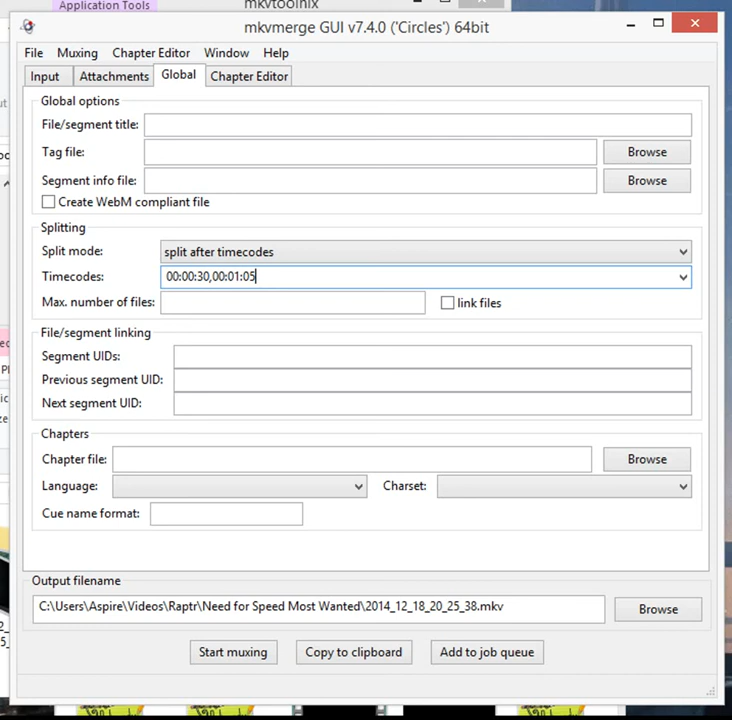 Application Tools
mkvtoolnix
mkvmerge GUI v7.4.0 ('Circles') 64bit
File Muxing Chapter Editor Window Help
Input Attachments Global Chapter Editor
Global options
File/segment title:
Tag file: Browse
Segment info file: Browse
Create WebM compliant file
Splitting
Split mode: split after timecodes
Timecodes: 00:00:30,00:01:05
Max. number of files: link files
File/segment linking
Segment UIDs:
Previous segment UID:
Next segment UID:
Chapters
Chapter file: Browse
Language: Charset:
Cue name format:
Output filename
C:\Users\Aspire\Videos\Raptr\Need for Speed Most Wanted\2014_12_18_20_25_38.mkv Browse
Start muxing Copy to clipboard Add to job queue